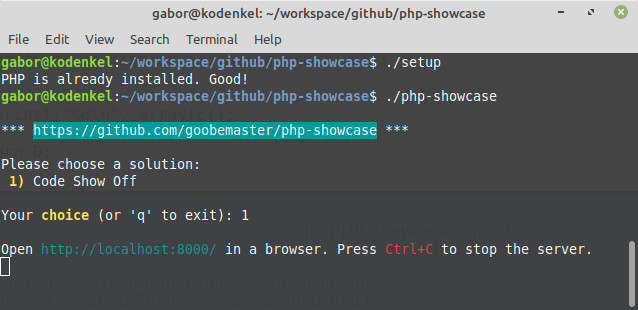 gabor@kodenkel: ~/workspace/github/php-showcase
File Edit View Search Terminal Help
gabor@kodenkel:~/workspace/github/php-showcase$ ./setup
PHP is already installed. Good!
gabor@kodenkel:~/workspace/github/php-showcase$ ./php-showcase
*** https://github.com/goobemaster/php-showcase ***
Please choose a solution:
1) Code Show Off
Your choice (or 'q' to exit): 1
Open http://localhost:8000/ in a browser. Press Ctrl+C to stop the server.